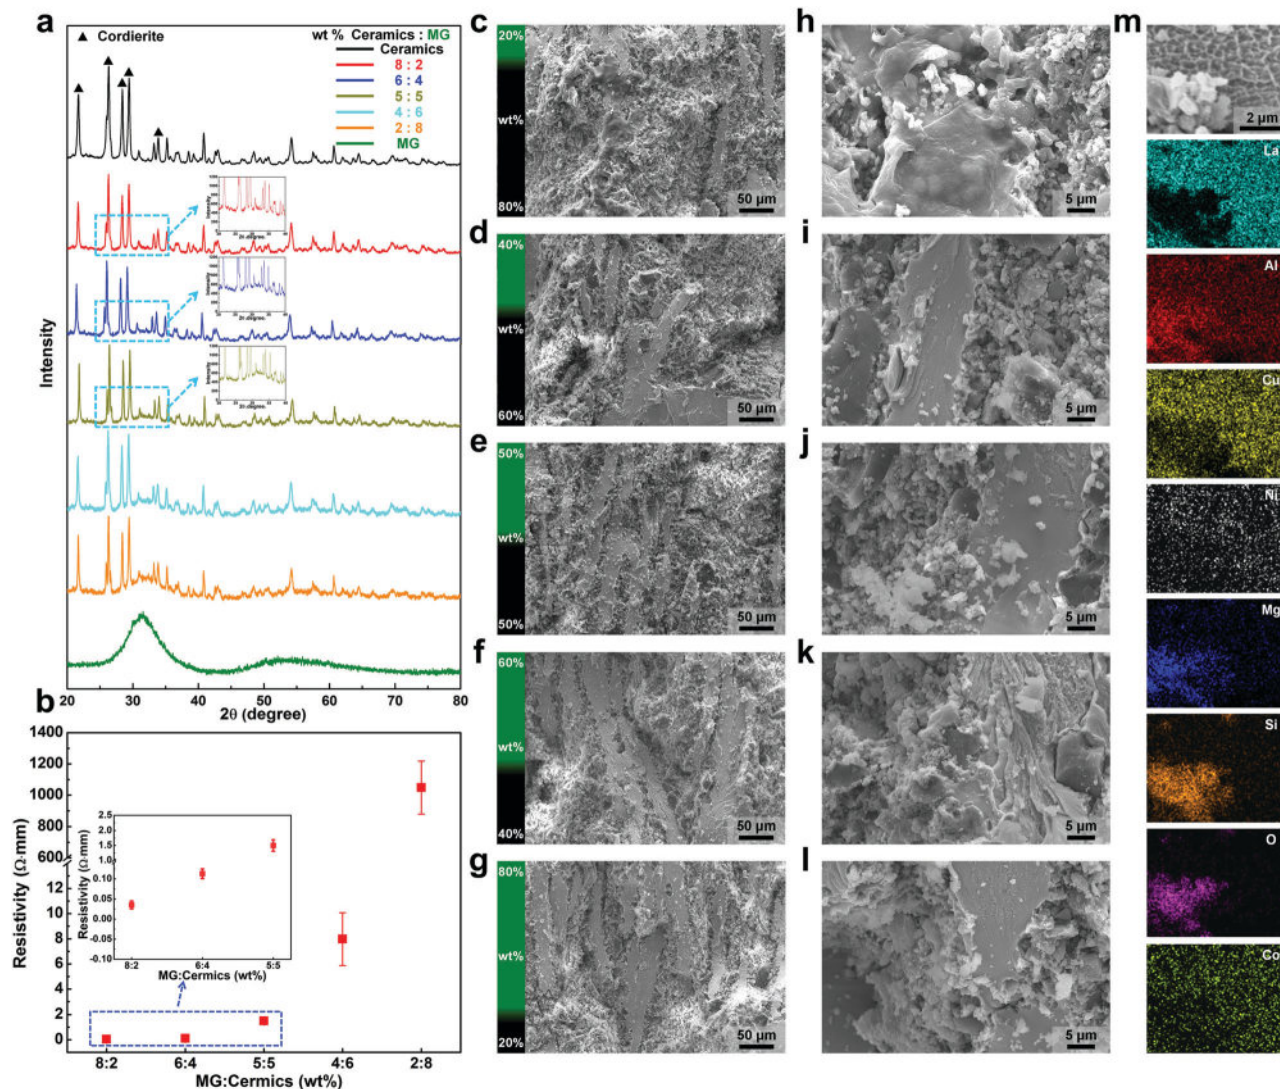 a
▲ Cordierite
wt % Ceramics : MG
Ceramics
8 : 2
6 : 4
5 : 5
4 : 6
2 : 8
MG
Intensity
20 30 40 50 60 70 80
2θ (degree)
b
1400
1200
1000
800
600
12
10
8
6
4
2
0
Resistivity (Ω·mm)
2.5
2.0
1.5
1.0
0.10
0.05
0.00
-0.05
-0.10
Resistivity (Ω·mm)
8:2 6:4 5:5
MG:Cermics (wt%)
8:2 6:4 5:5 4:6 2:8
MG:Cermics (wt%)
c
20%
wt%
80%
50 µm
d
40%
wt%
60%
50 µm
e
50%
wt%
50%
50 µm
f
60%
wt%
40%
50 µm
g
80%
wt%
20%
50 µm
h
5 µm
i
5 µm
j
5 µm
k
5 µm
l
5 µm
m
2 µm
La
Al
Cu
Ni
Mg
Si
O
Co